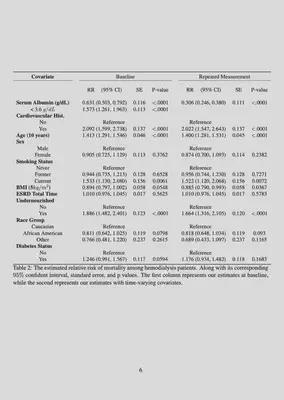 Covariate Baseline Repeated Measurement
RR (95% CI) SE P-value RR (95% CI) SE P-value
Serum Albumin (g/dL) 0.631 (0.503, 0.792) 0.116 <.0001 0.306 (0.246, 0.380) 0.111 <.0001
< 3.6 g/dL 1.573 (1.261, 1.963) 0.113 <.0001
Cardiovascular Hist.
No Reference Reference
Yes 2.092 (1.599, 2.738) 0.137 <.0001 2.022 (1.547, 2.643) 0.137 <.0001
Age (10 years) 1.413 (1.291, 1.546) 0.046 <.0001 1.400 (1.281, 1.531) 0.045 <.0001
Sex
Male Reference Reference
Female 0.905 (0.725, 1.129) 0.113 0.3762 0.874 (0.700, 1.093) 0.114 0.2382
Smoking Status
Never Reference Reference
Former 0.944 (0.735, 1.213) 0.128 0.6528 0.956 (0.744, 1.230) 0.128 0.7271
Current 1.533 (1.130, 2.080) 0.156 0.0061 1.523 (1.120, 2.068) 0.156 0.0072
BMI (5kg/m²) 0.894 (0.797, 1.002) 0.058 0.0548 0.885 (0.790, 0.993) 0.058 0.0367
ESRD Total Time 1.010 (0.976, 1.045) 0.017 0.5625 1.010 (0.976, 1.045) 0.017 0.5783
Undernourished
No Reference Reference
Yes 1.886 (1.482, 2.401) 0.123 <.0001 1.664 (1.316, 2.105) 0.120 <.0001
Race Group
Caucasian Reference Reference
African American 0.811 (0.642, 1.025) 0.119 0.0798 0.818 (0.648, 1.034) 0.119 0.093
Other 0.766 (0.481, 1.220) 0.237 0.2615 0.689 (0.433, 1.097) 0.237 0.1165
Diabetes Status
No Reference Reference
Yes 1.246 (0.991, 1.567) 0.117 0.0594 1.176 (0.934, 1.482) 0.118 0.1683
Table 2: The estimated relative risk of mortality among hemodialysis patients. Along with its corresponding
95% confident interval, standard error, and p values. The first column represents our estimates at baseline,
while the second represents our estimates with time-varying covariates.
6